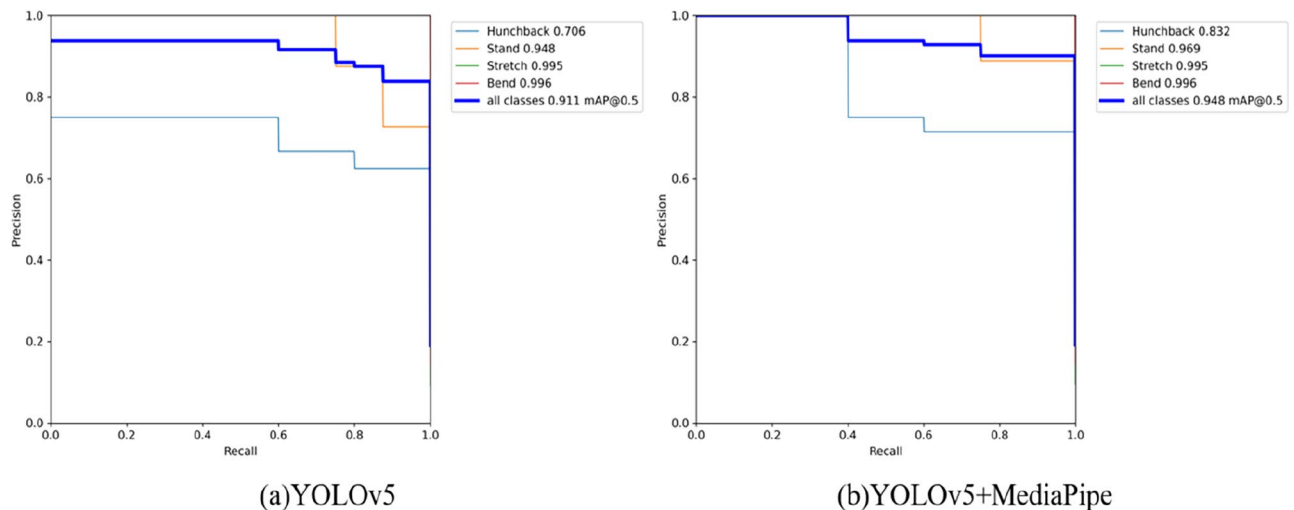 1.0
0.8
0.6
0.4
0.2
0.0
Precision
0.0 0.2 0.4 0.6 0.8 1.0
Recall
Hunchback 0.706
Stand 0.948
Stretch 0.995
Bend 0.996
all classes 0.911 mAP@0.5
(a)YOLOv5
1.0
0.8
0.6
0.4
0.2
0.0
Precision
0.0 0.2 0.4 0.6 0.8 1.0
Recall
Hunchback 0.832
Stand 0.969
Stretch 0.995
Bend 0.996
all classes 0.948 mAP@0.5
(b)YOLOv5+MediaPipe